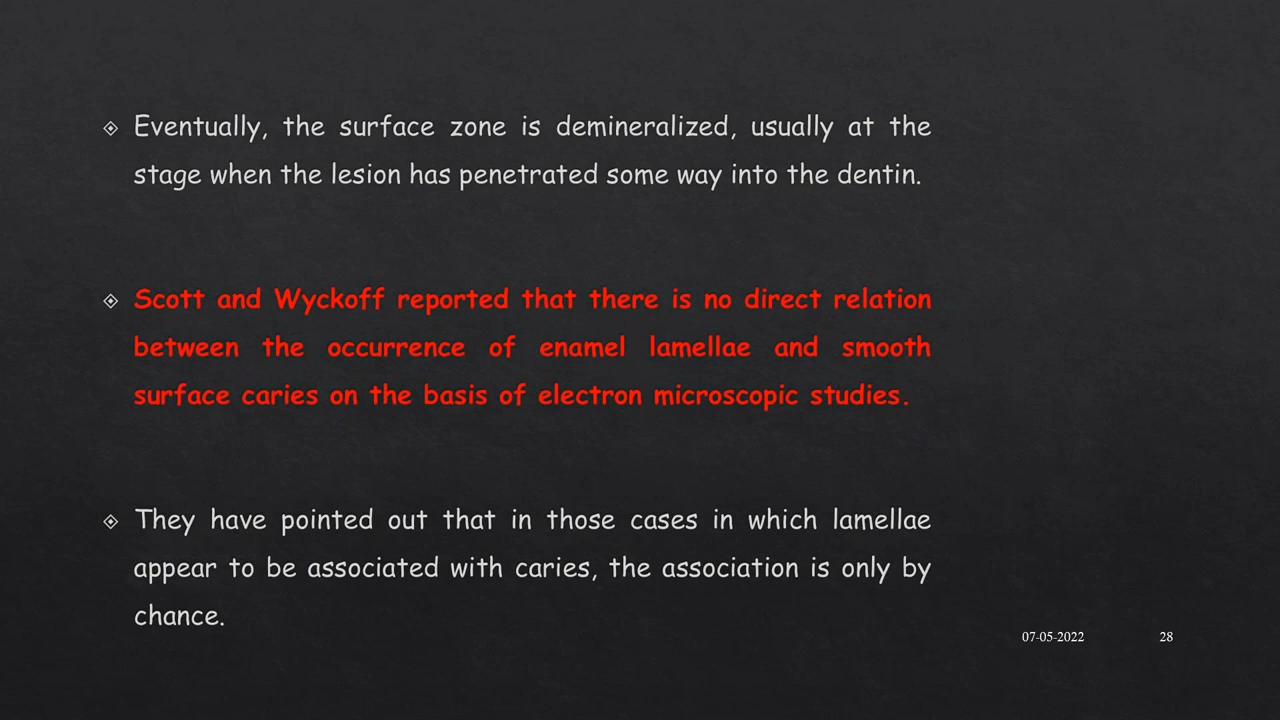 Eventually, the surface zone is demineralized, usually at the
stage when the lesion has penetrated some way into the dentin.
Scott and Wyckoff reported that there is no direct relation
between the occurrence of enamel lamellae and smooth
surface caries on the basis of electron microscopic studies.
They have pointed out that in those cases in which lamellae
appear to be associated with caries, the association is only by
chance.
07-05-2022 28